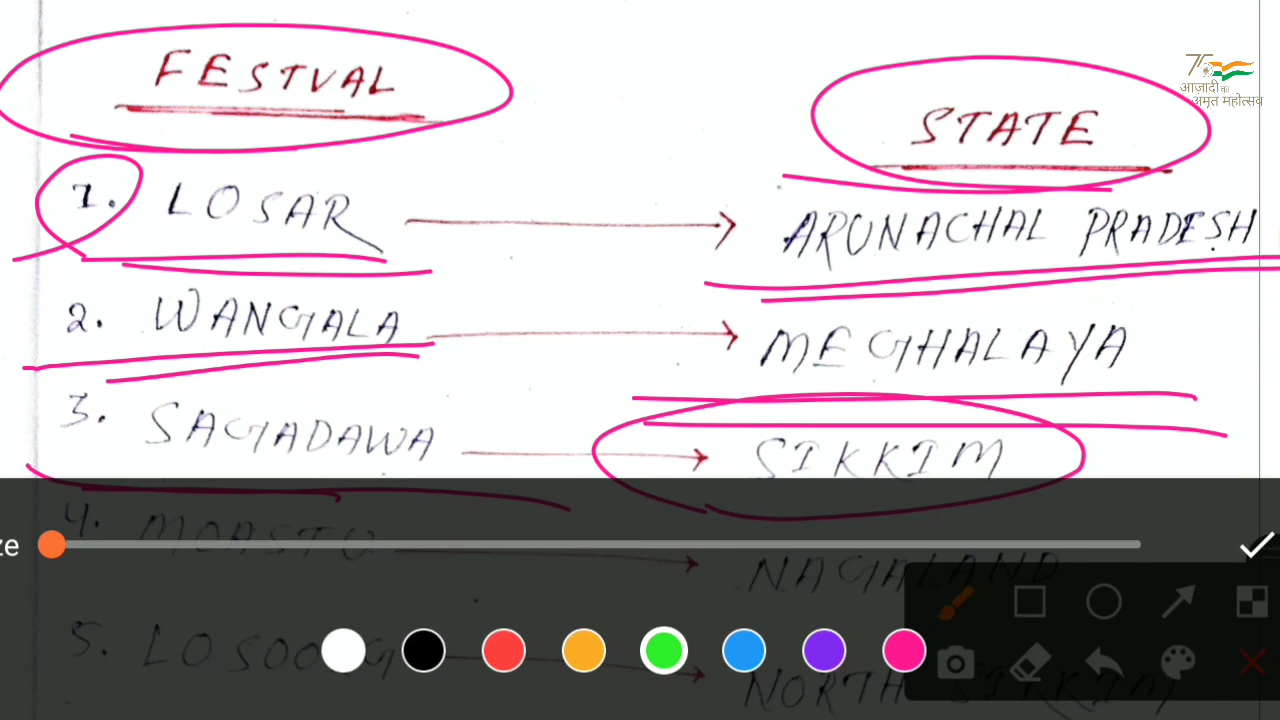 FESTVAL
STATE
आजादी का
अमृत महोत्सव
1. LOSAR ARUNACHAL PRADESH
2. WANGALA MEGHALAYA
3. SAGADAWA SIKKIM
4. MOASTU NAGALAND
ze
5. LOSOONG NORTH SIKKIM